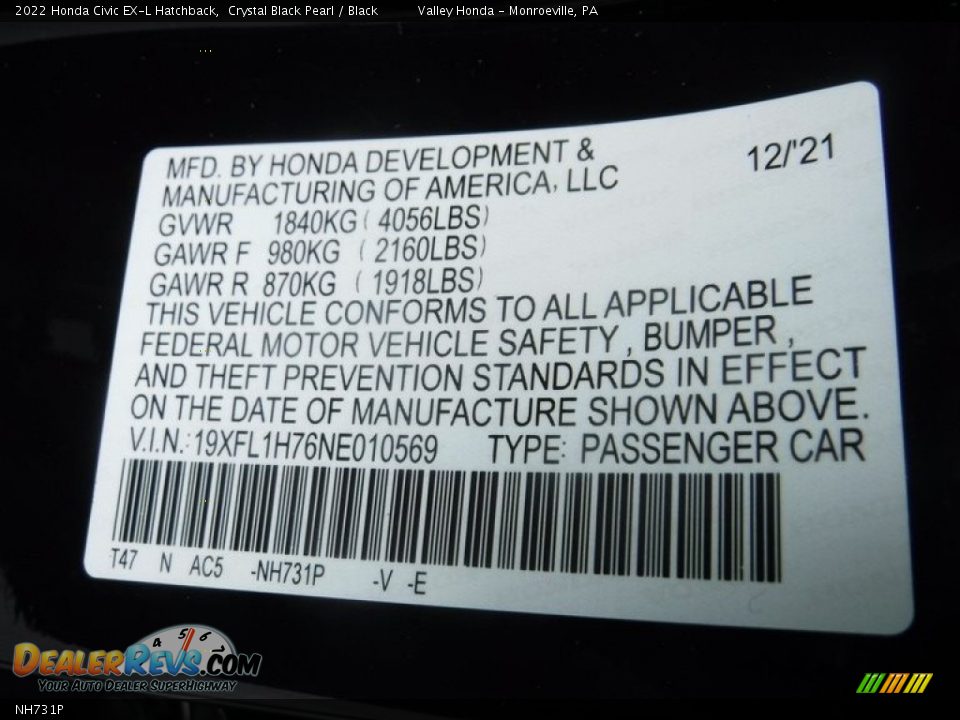 2022 Honda Civic EX-L Hatchback,  Crystal Black Pearl / Black    Valley Honda - Monroeville, PA
MFD. BY HONDA DEVELOPMENT &
12/'21
MANUFACTURING OF AMERICA, LLC
GVWR 1840KG ( 4056LBS)
GAWR F 980KG ( 2160LBS)
GAWR R 870KG ( 1918LBS)
THIS VEHICLE CONFORMS TO ALL APPLICABLE
FEDERAL MOTOR VEHICLE SAFETY , BUMPER ,
AND THEFT PREVENTION STANDARDS IN EFFECT
ON THE DATE OF MANUFACTURE SHOWN ABOVE.
V.I.N.: 19XFL1H76NE010569 TYPE: PASSENGER CAR
T47 N AC5 -NH731P -V -E
4 5 6
DEALERREVS.COM
YOUR AUTO DEALER SUPERHIGHWAY
NH731P